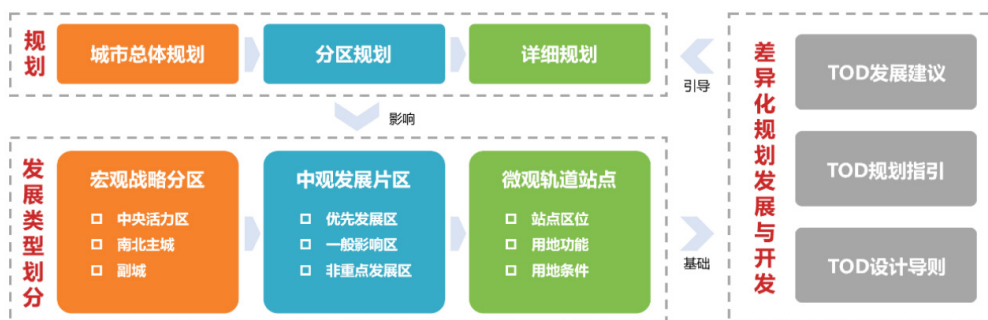 规划
城市总体规划
分区规划
详细规划
影响
发展类型划分
宏观战略分区
中央活力区
南北主城
副城
中观发展片区
优先发展区
一般影响区
非重点发展区
微观轨道站点
站点区位
用地功能
用地条件
引导
基础
差异化规划发展与开发
TOD发展建议
TOD规划指引
TOD设计导则